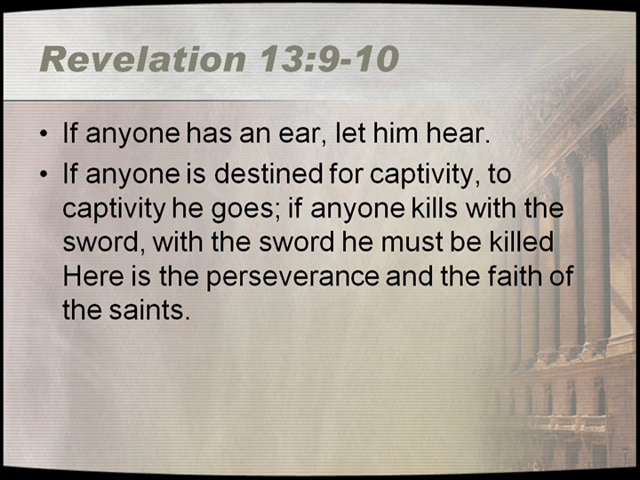 Revelation 13:9-10
• If anyone has an ear, let him hear.
• If anyone is destined for captivity, to
captivity he goes; if anyone kills with the
sword, with the sword he must be killed
Here is the perseverance and the faith of
the saints.